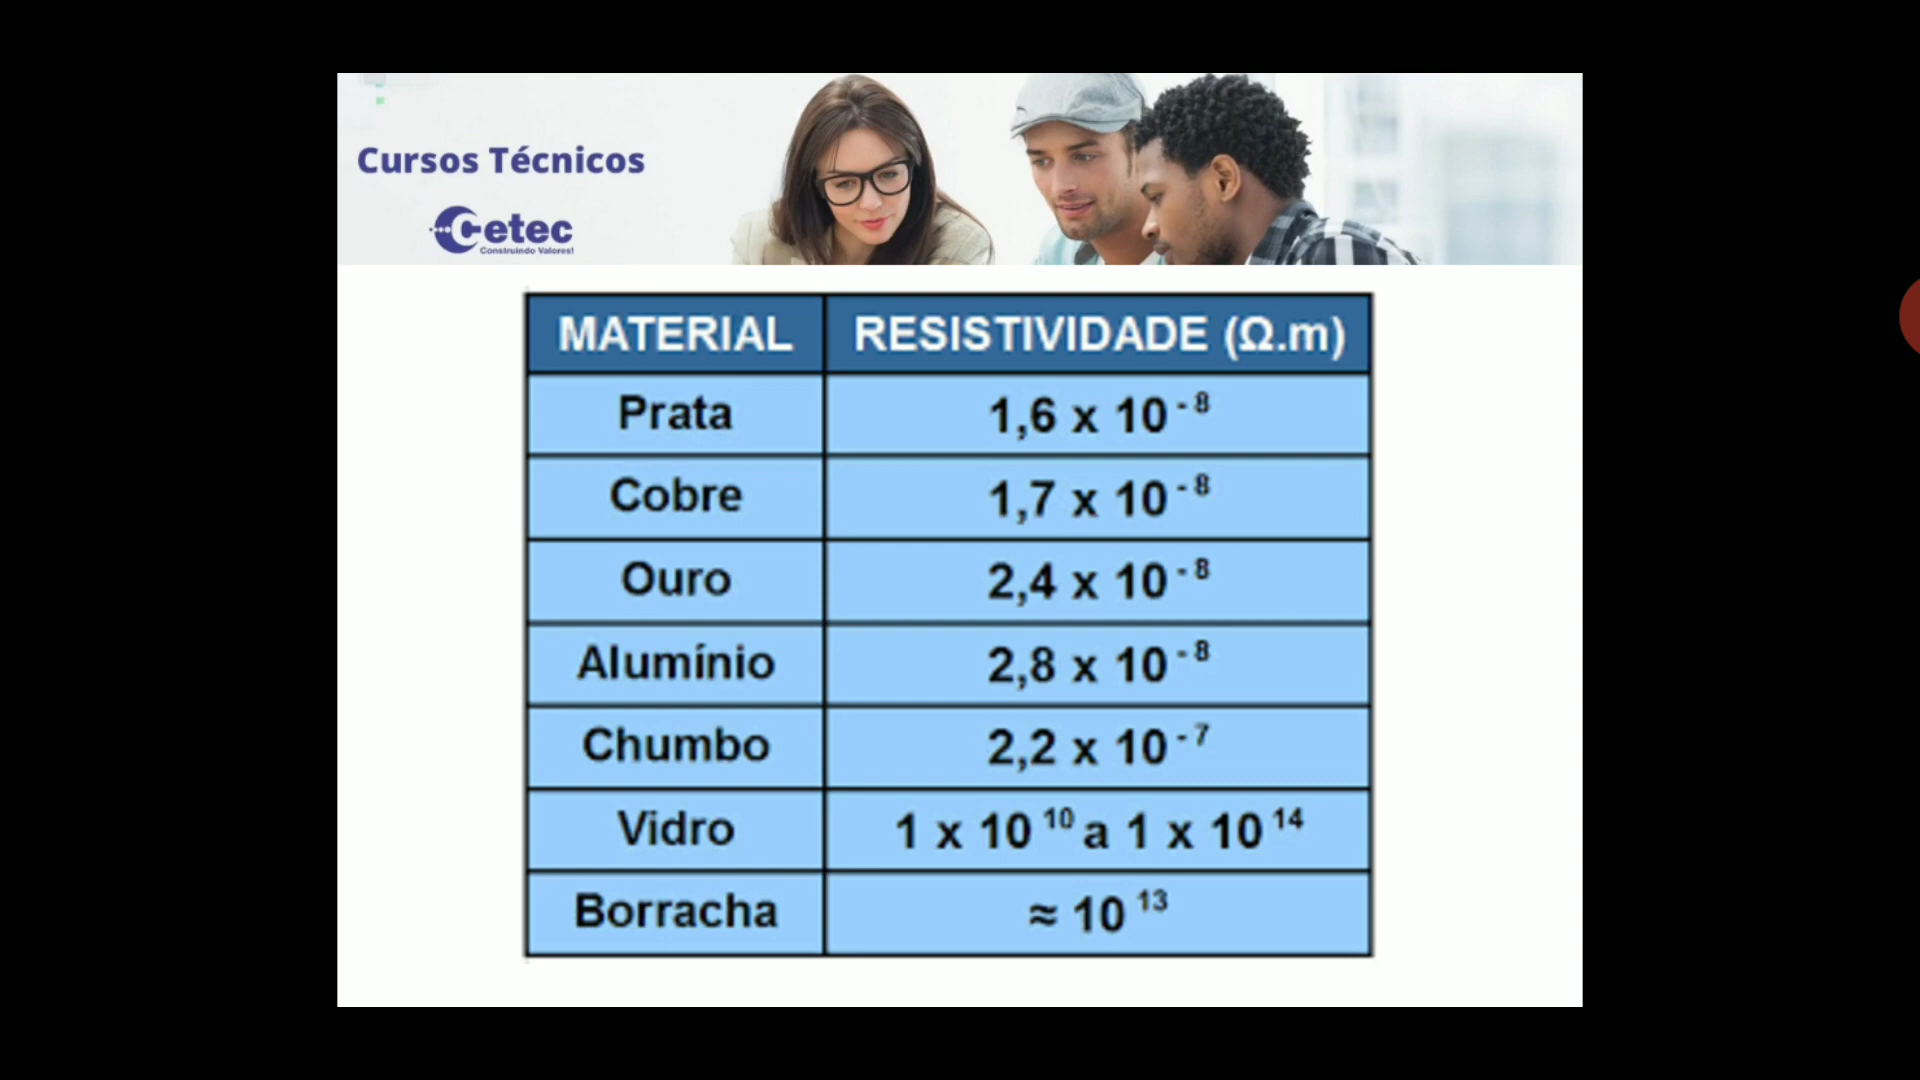 Cursos Técnicos
Cetec
Construindo Valores!
MATERIAL RESISTIVIDADE (Ω.m)
Prata 1,6 x 10⁻⁸
Cobre 1,7 x 10⁻⁸
Ouro 2,4 x 10⁻⁸
Alumínio 2,8 x 10⁻⁸
Chumbo 2,2 x 10⁻⁷
Vidro 1 x 10¹⁰ a 1 x 10¹⁴
Borracha ≈ 10¹³